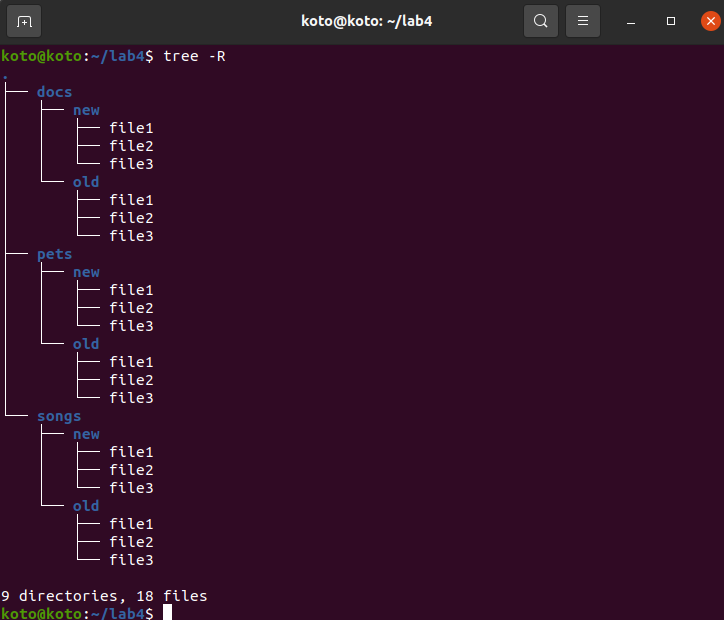 koto@koto: ~/lab4
koto@koto:~/lab4$ tree -R
.
├── docs
│   ├── new
│   │   ├── file1
│   │   ├── file2
│   │   └── file3
│   └── old
│       ├── file1
│       ├── file2
│       └── file3
├── pets
│   ├── new
│   │   ├── file1
│   │   ├── file2
│   │   └── file3
│   └── old
│       ├── file1
│       ├── file2
│       └── file3
└── songs
    ├── new
    │   ├── file1
    │   ├── file2
    │   └── file3
    └── old
        ├── file1
        ├── file2
        └── file3

9 directories, 18 files
koto@koto:~/lab4$